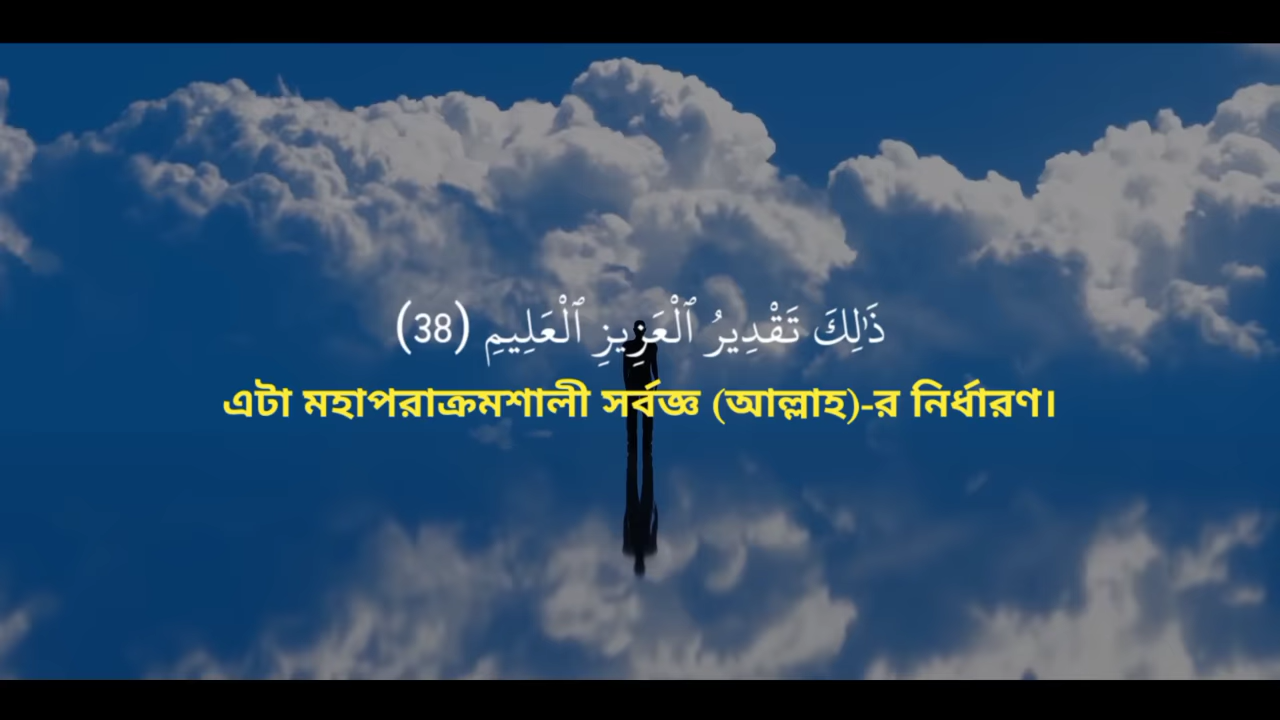 ذَٰلِكَ تَقْدِيرُ ٱلْعَزِيزِ ٱلْعَلِيمِ (38)
এটা মহাপরাক্রমশালী সর্বজ্ঞ (আল্লাহ)-র নির্ধারণ।